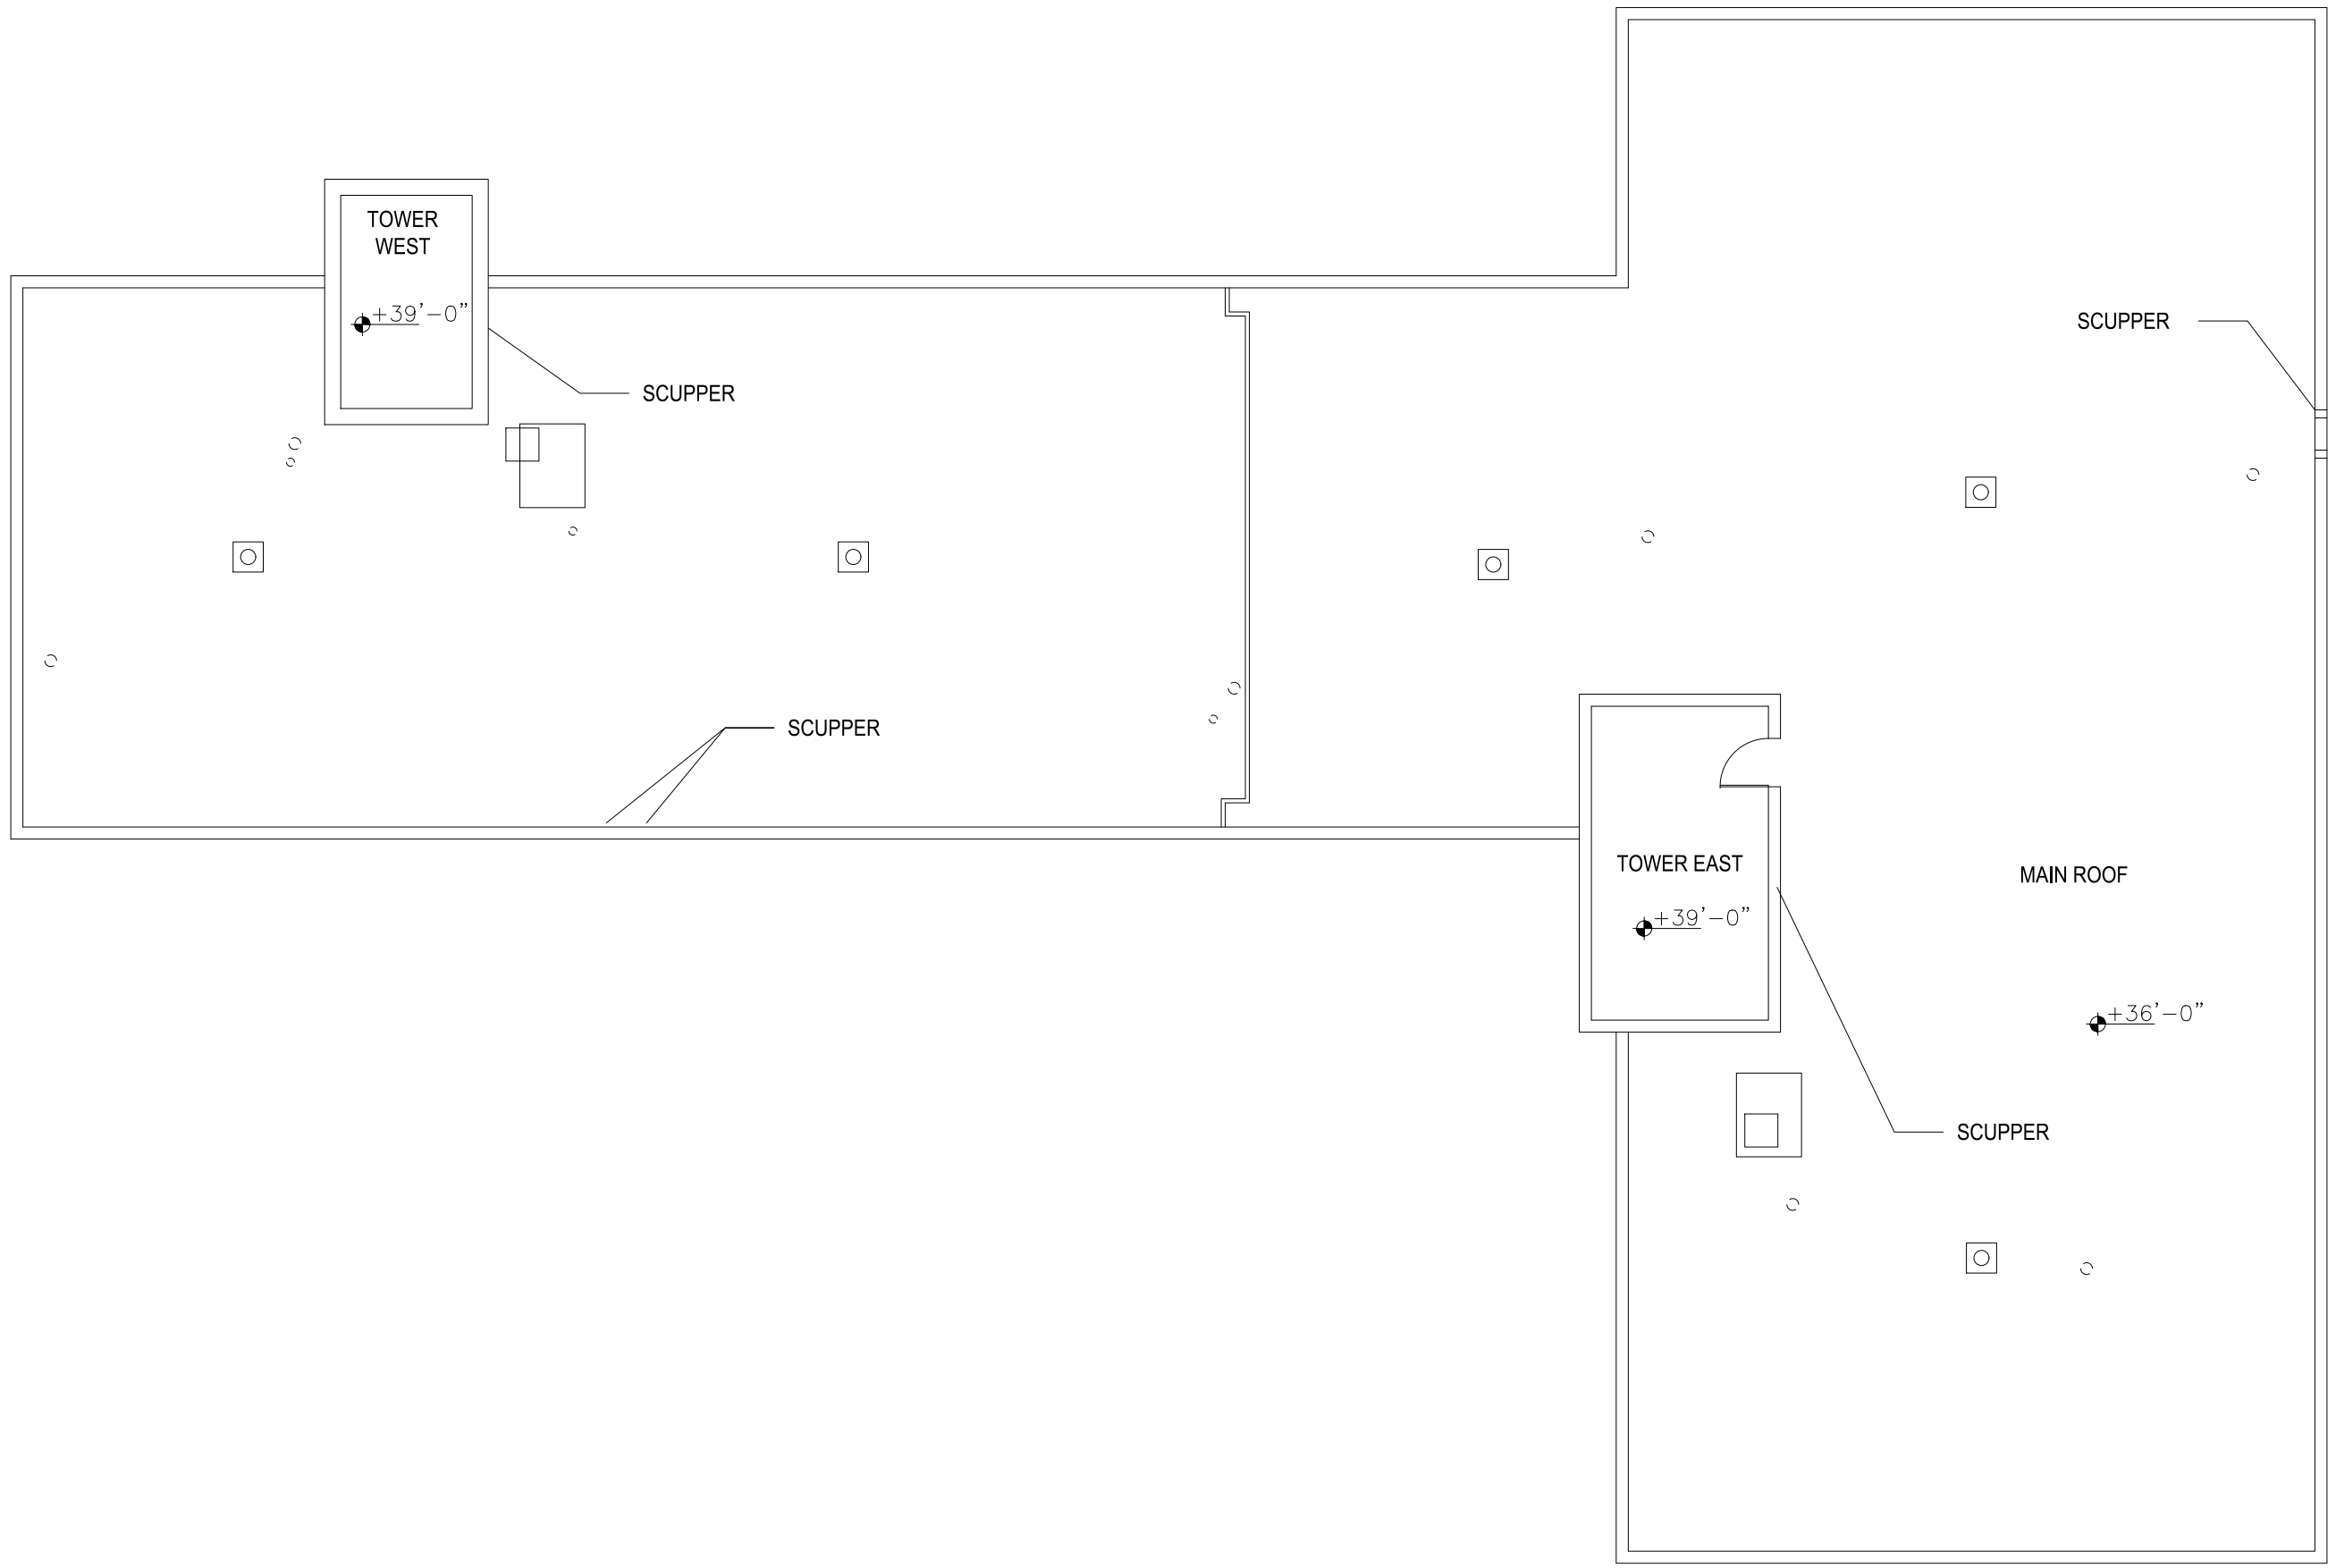 TOWER
WEST
+39'-0"
SCUPPER
SCUPPER
SCUPPER
TOWER EAST
+39'-0"
MAIN ROOF
+36'-0"
SCUPPER